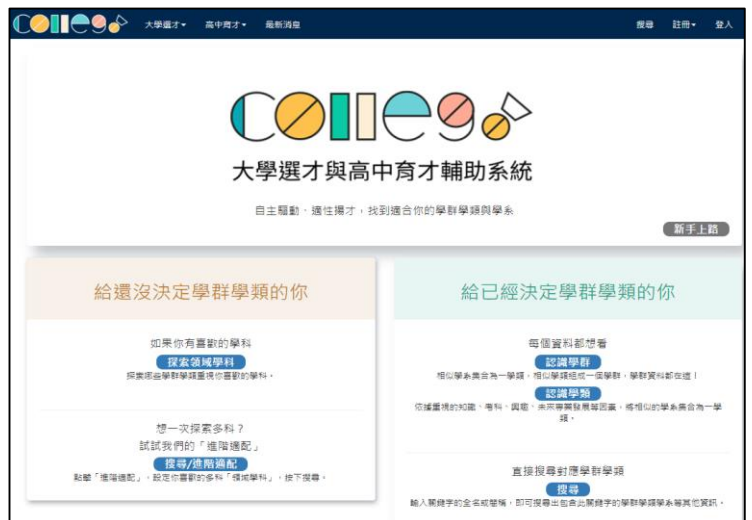 Collego 大學選才 高中育才 最新消息 搜尋 註冊 登入
Collego
大學選才與高中育才輔助系統
自主驅動．適性揚才，找到適合你的學群學類與學系
新手上路
給還沒決定學群學類的你
如果你有喜歡的學科
探索領域學科
探索哪些學群學類重視你喜歡的學科。
想一次探索多科？
試試我們的「進階適配」
搜尋/進階適配
點擊「進階適配」，設定你喜歡的多科「領域學科」，按下搜尋。
給已經決定學群學類的你
每個資料都想看
認識學群
相似學系集合為一學類，相似學類組成一個學群，學群資料都在這！
認識學類
依據重視的知能、考科、興趣、未來專業發展等因素，將相似的學系集合為一學
類。
直接搜尋對應學群學類
搜尋
輸入關鍵字的全名或簡稱，即可搜尋出包含此關鍵字的學群學類學系等其他資訊。